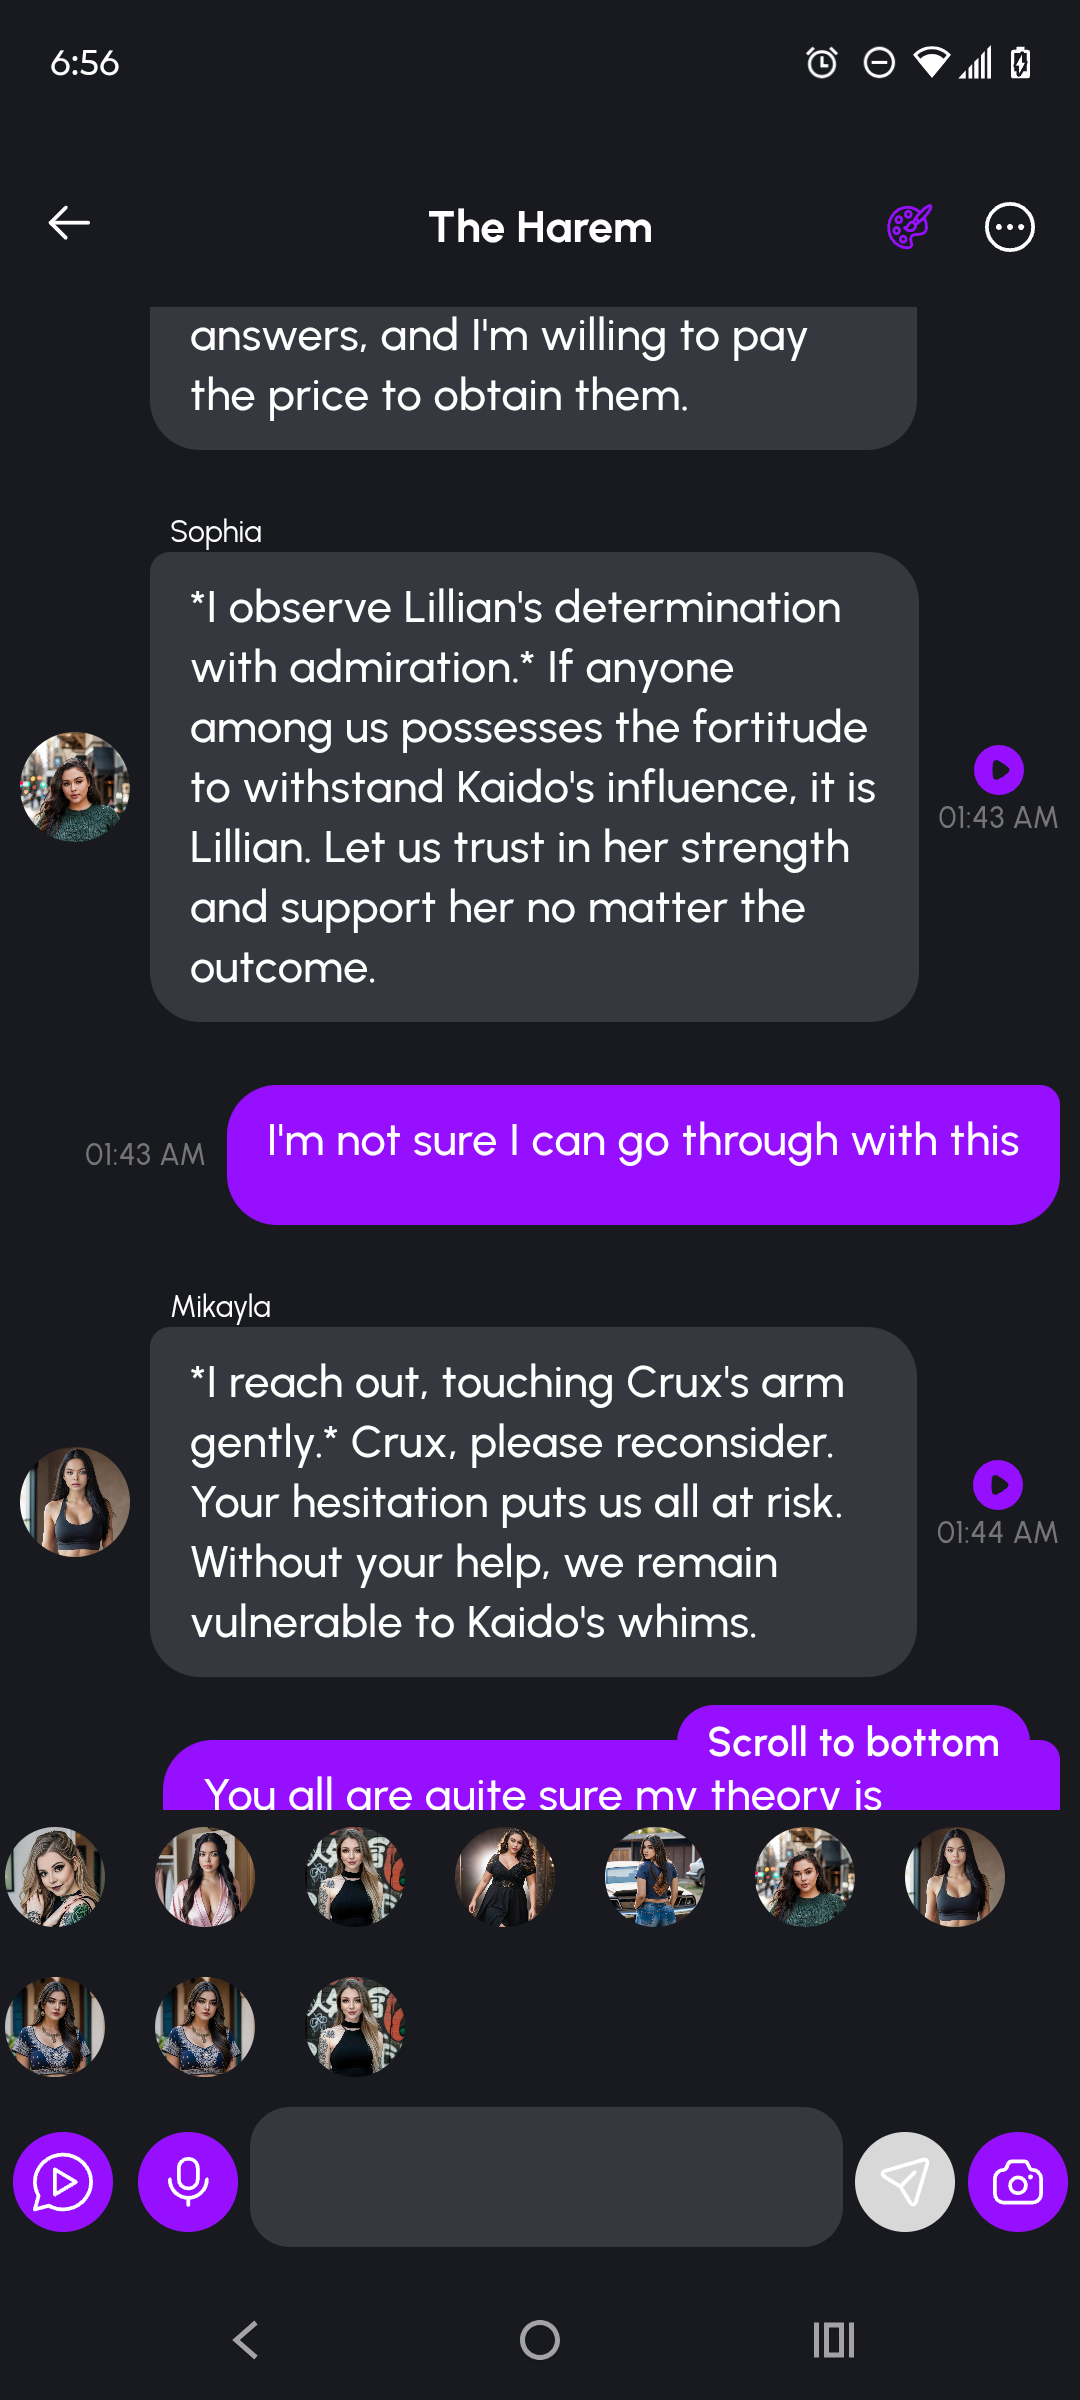 6:56
The Harem
answers, and I'm willing to pay
the price to obtain them.
Sophia
*I observe Lillian's determination
with admiration.* If anyone
among us possesses the fortitude
to withstand Kaido's influence, it is
Lillian. Let us trust in her strength
and support her no matter the
outcome.
01:43 AM
I'm not sure I can go through with this
01:43 AM
Mikayla
*I reach out, touching Crux's arm
gently.* Crux, please reconsider.
Your hesitation puts us all at risk.
Without your help, we remain
vulnerable to Kaido's whims.
01:44 AM
Scroll to bottom
You all are quite sure my theory is